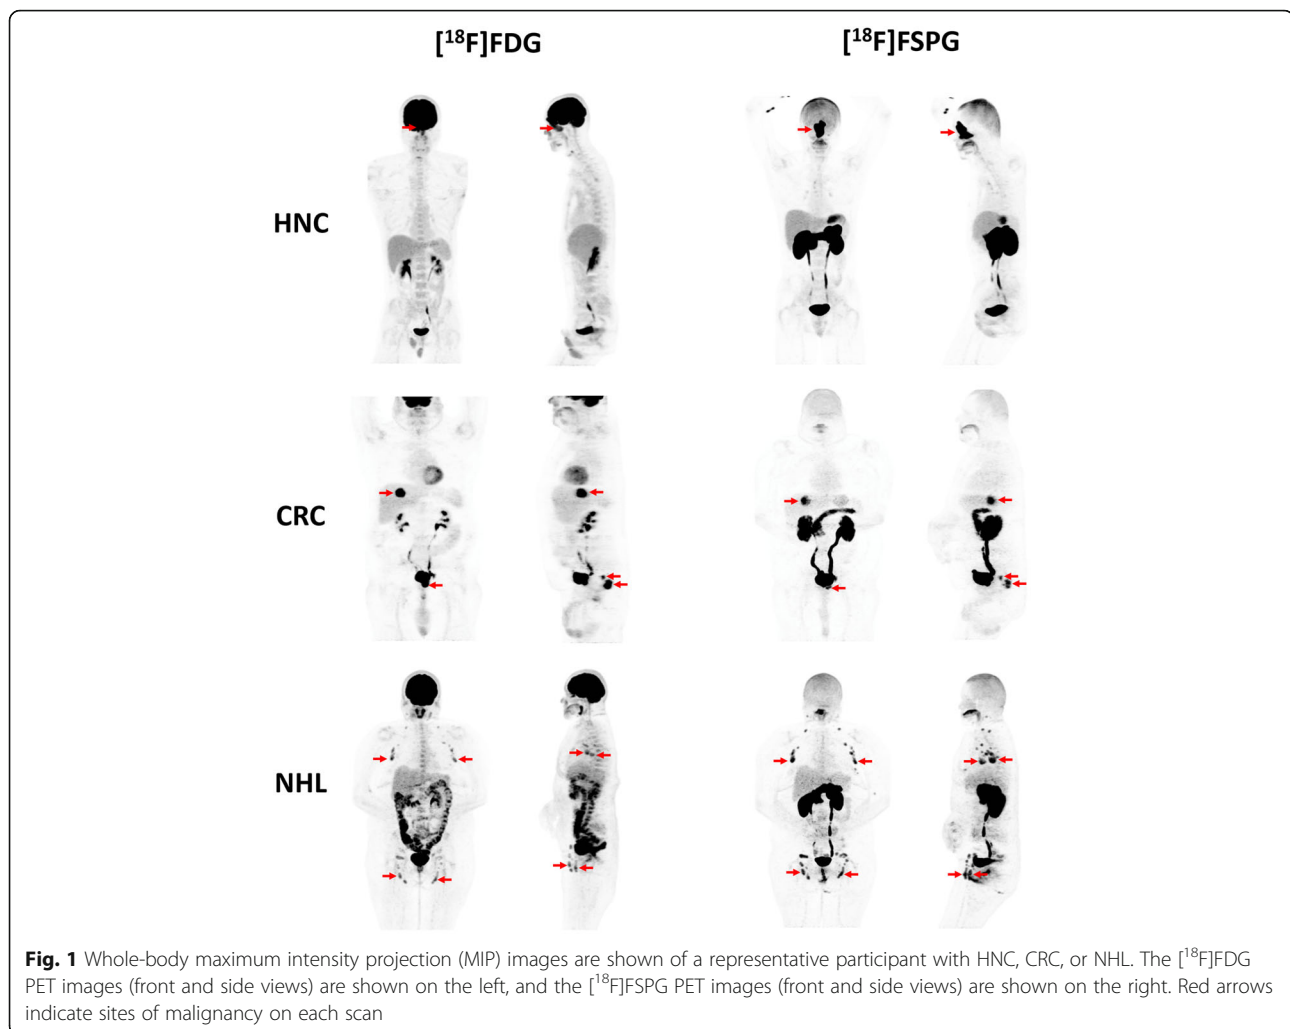 [¹⁸F]FDG [¹⁸F]FSPG
HNC
CRC
NHL
Fig. 1 Whole-body maximum intensity projection (MIP) images are shown of a representative participant with HNC, CRC, or NHL. The [¹⁸F]FDG
PET images (front and side views) are shown on the left, and the [¹⁸F]FSPG PET images (front and side views) are shown on the right. Red arrows
indicate sites of malignancy on each scan